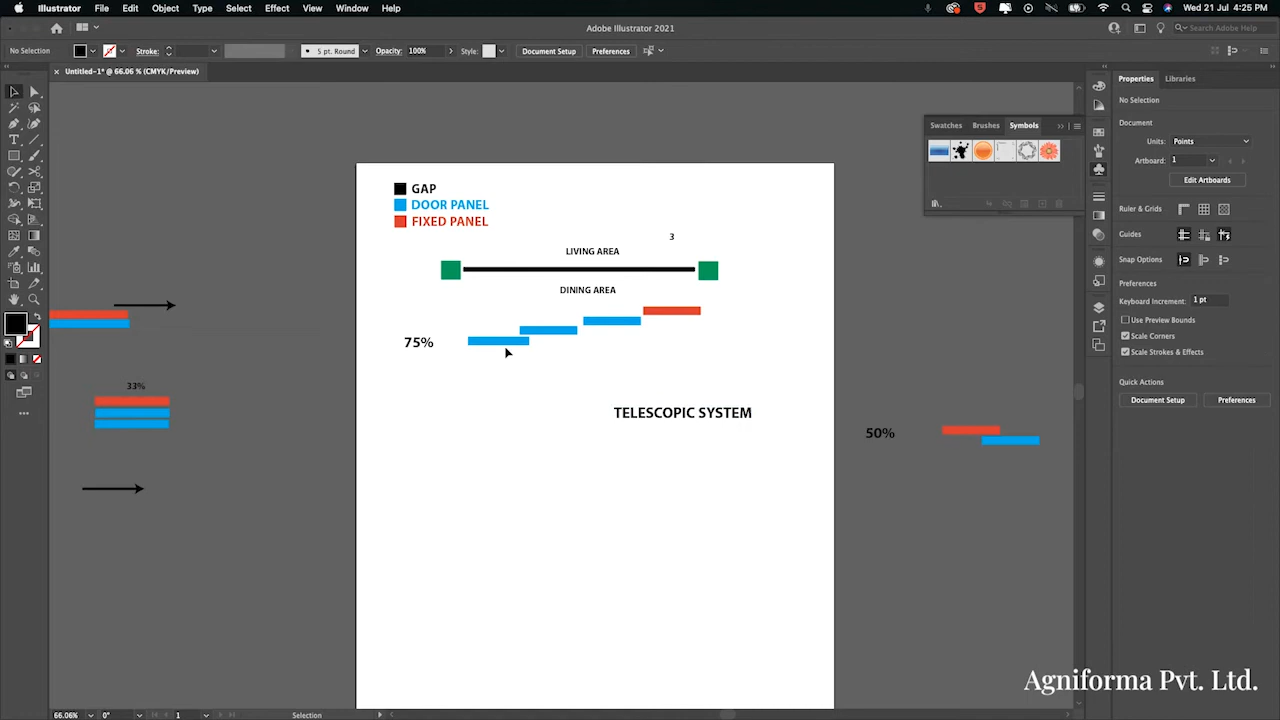 Illustrator File Edit Object Type Select Effect View Window Help
Wed 21 Jul 4:25 PM
Adobe Illustrator 2021
Search Adobe Help
No Selection
Stroke:
5 pt. Round
Opacity: 100%
Style:
Document Setup
Preferences
× Untitled-1* @ 66.06 % (CMYK/Preview)
Properties
Libraries
No Selection
Document
Units: Points
Artboard: 1
Edit Artboards
Ruler & Grids
Guides
Snap Options
Preferences
Keyboard Increment: 1 pt
Use Preview Bounds
Scale Corners
Scale Strokes & Effects
Quick Actions
Document Setup
Preferences
Swatches
Brushes
Symbols
GAP
DOOR PANEL
FIXED PANEL
3
LIVING AREA
DINING AREA
75%
TELESCOPIC SYSTEM
33%
50%
Agniforma Pvt. Ltd.
66.06%
0°
1
Selection